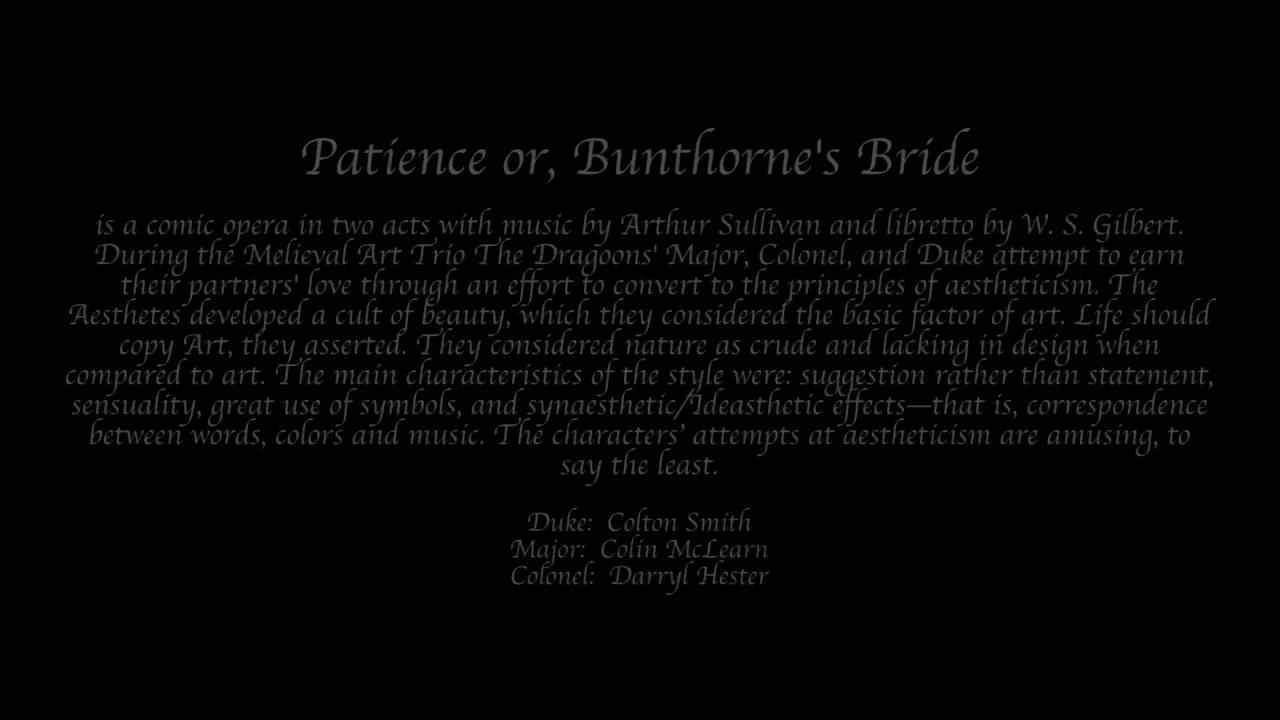 Patience or, Bunthorne's Bride
is a comic opera in two acts with music by Arthur Sullivan and libretto by W. S. Gilbert.
During the Melieval Art Trio The Dragoons' Major, Colonel, and Duke attempt to earn
their partners' love through an effort to convert to the principles of aestheticism. The
Aesthetes developed a cult of beauty, which they considered the basic factor of art. Life should
copy Art, they asserted. They considered nature as crude and lacking in design when
compared to art. The main characteristics of the style were: suggestion rather than statement,
sensuality, great use of symbols, and synaesthetic/Ideasthetic effects—that is, correspondence
between words, colors and music. The characters' attempts at aestheticism are amusing, to
say the least.
Duke: Colton Smith
Major: Colin McLearn
Colonel: Darryl Hester